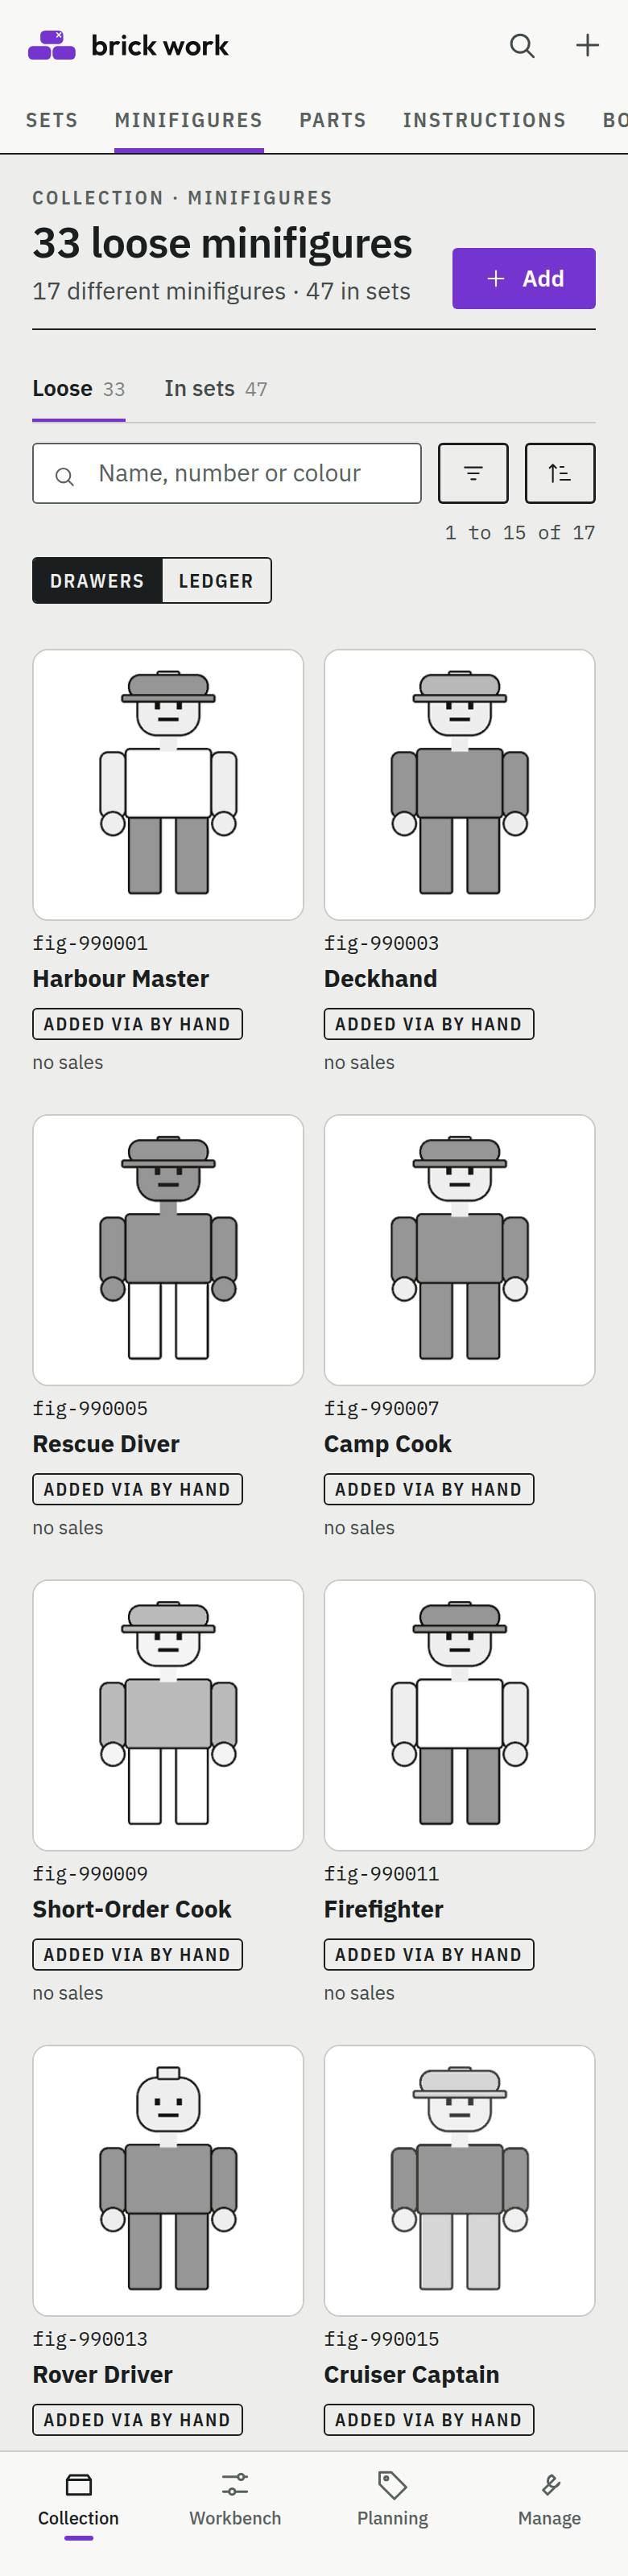 brick work
SETS MINIFIGURES PARTS INSTRUCTIONS BO
COLLECTION · MINIFIGURES
33 loose minifigures
17 different minifigures · 47 in sets
Add
Loose 33 In sets 47
Name, number or colour
1 to 15 of 17
DRAWERS LEDGER
fig-990001 fig-990003
Harbour Master Deckhand
ADDED VIA BY HAND ADDED VIA BY HAND
no sales no sales
fig-990005 fig-990007
Rescue Diver Camp Cook
ADDED VIA BY HAND ADDED VIA BY HAND
no sales no sales
fig-990009 fig-990011
Short-Order Cook Firefighter
ADDED VIA BY HAND ADDED VIA BY HAND
no sales no sales
fig-990013 fig-990015
Rover Driver Cruiser Captain
ADDED VIA BY HAND ADDED VIA BY HAND
Collection Workbench Planning Manage